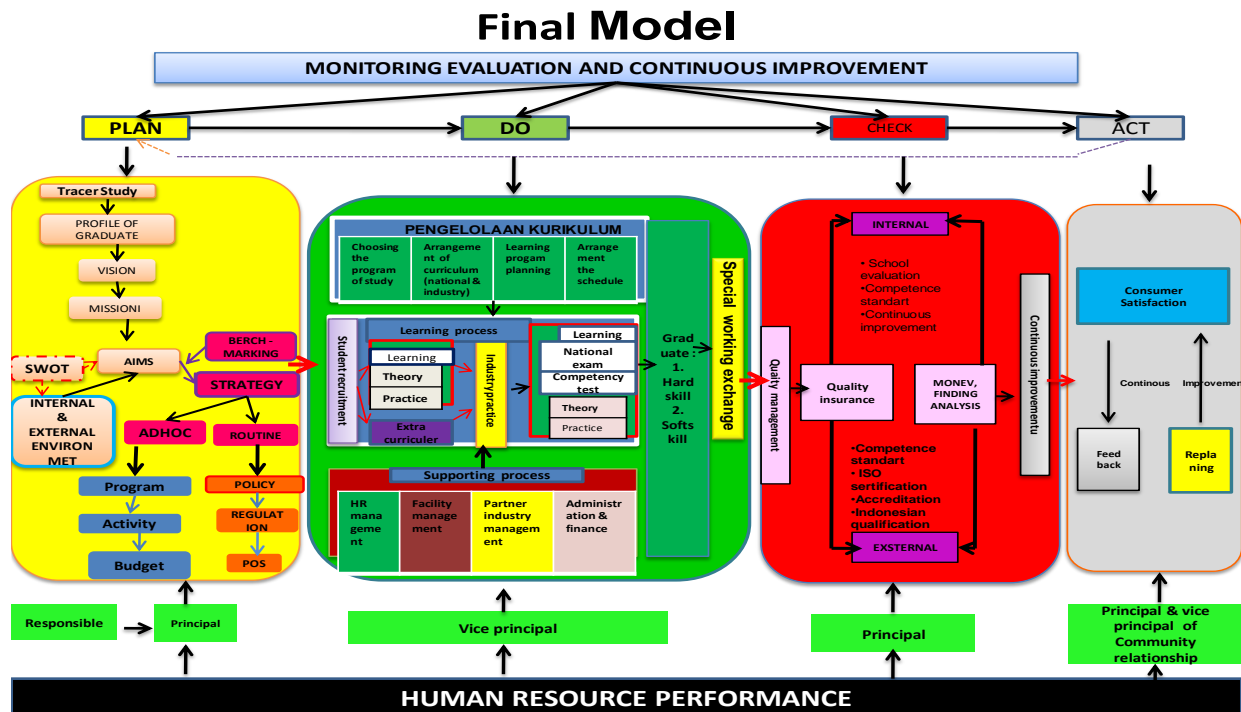 Final Model
MONITORING EVALUATION AND CONTINUOUS IMPROVEMENT
PLAN
DO
CHECK
ACT
Tracer Study
PROFILE OF
GRADUATE
VISION
MISSIONI
AIMS
BERCH -
MARKING
SWOT
STRATEGY
INTERNAL
&
EXTERNAL
ENVIRON
MET
ADHOC
ROUTINE
Program
POLICY
Activity
REGULAT
ION
Budget
POS
PENGELOLAAN KURIKULUM
Choosing
the
program
of study
Arrangeme
nt of
curriculum
(national &
industry)
Learning
progam
planning
Arrange
ment
the
schedule
Student recruitment
Learning process
Learning
Theory
Practice
Extra
curriculer
Industry practice
Learning
National
exam
Competency
test
Theory
Practice
Supporting process
HR
mana
geme
nt
Facility
manage
ment
Partner
industry
managem
ent
Administr
ation &
finance
Grad
uate :
1.
Hard
skill
2.
Softs
kill
Special working exchange
Quality management
INTERNAL
• School
evaluation
•Competence
standart
•Continuous
improvement
Quality
insurance
MONEV,
FINDING
ANALYSIS
•Competence
standart
• ISO
sertification
•Accreditation
•Indonesian
qualification
EXSTERNAL
Continuous improvementu
Consumer
Satisfaction
Continous
Improvement
Feed
back
Repla
ning
Responsible
Principal
Vice principal
Principal
Principal & vice
principal of
Community
relationship
HUMAN RESOURCE PERFORMANCE